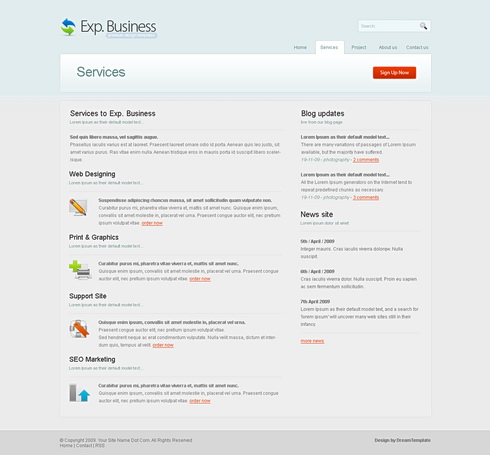 Exp. Business
Search
Home Services Project About us Contact us
Services
Sign Up Now
Services to Exp. Business
Lorem Ipsum as their default model text...
Sed quis libero massa, vel sagittis augue.
Phasellus iaculis varius est at laoreet. Praesent laoreet ornare odio id porta. Aenean quis leo justo, sit
amet varius purus. Ras vitae enim nulla. Aenean tristique eros in mauris porta id suscipit libero scelerisque.
Web Designing
Lorem Ipsum as their default model text...
Suspendisse adipiscing rhoncus massa, sit amet sollicitudin quam vulputate non.
Curabitur purus mi, pharetra vitae viverra et, mattis sit amet nunc. Quisque enim ipsum,
convallis sit amet molestie in, placerat vel urna. Praesent congue auctor elit, nec pretium
ipsum volutpat vitae. order now
Print & Graphics
Lorem Ipsum as their default model text...
Curabitur purus mi, pharetra vitae viverra et, mattis sit amet nunc.
Quisque enim ipsum, convallis sit amet molestie in, placerat vel urna. Praesent congue
auctor elit, nec pretium ipsum volutpat vitae. order now
Support Site
Lorem Ipsum as their default model text...
Quisque enim ipsum, convallis sit amet molestie in, placerat vel urna.
Praesent congue auctor elit, nec pretium ipsum volutpat vitae.
Sed hendrerit neque ac erat condimentum vulputate. Nulla velit massa, dictum et interdum quis, tempus at velit. order now
SEO Marketing
Lorem Ipsum as their default model text...
Curabitur purus mi, pharetra vitae viverra et, mattis sit amet nunc.
Quisque enim ipsum, convallis sit amet molestie in, placerat vel urna. Praesent congue
auctor elit, nec pretium ipsum volutpat vitae. order now
Blog updates
live from our blog page
Lorem Ipsum as their default model text...
There are many variations of passages of Lorem Ipsum
available, but the majority have suffered.
19-11-09 - photography - 2 comments
Lorem Ipsum as their default model text...
All the Lorem Ipsum generators on the Internet tend to
repeat predefined chunks as necessary
19-11-09 - photography - 3 comments
News site
Lorem ipsum dolor sit amet.
5th / April / 2009
Integer mauris. Cras iaculis viverra dolonec. Nulla
suscipit.
6th / April / 2009
Cras iaculis viverra dolor. Nulla suscipit. Proin eu sapien
ac sem fermentum sollicitudin.
7th April 2009
Lorem Ipsum as their default model text, and a search for
'lorem ipsum' will uncover many web sites still in their
infancy.
more news
© Copyright 2009. Your Site Name Dot Com. All Rights Reserved
Home | Contact | RSS
Design by DreamTemplate